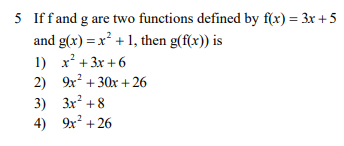 5 If f and g are two functions defined by f(x) = 3x + 5
and g(x) = x² + 1, then g(f(x)) is
1) x² + 3x + 6
2) 9x² + 30x + 26
3) 3x² + 8
4) 9x² + 26